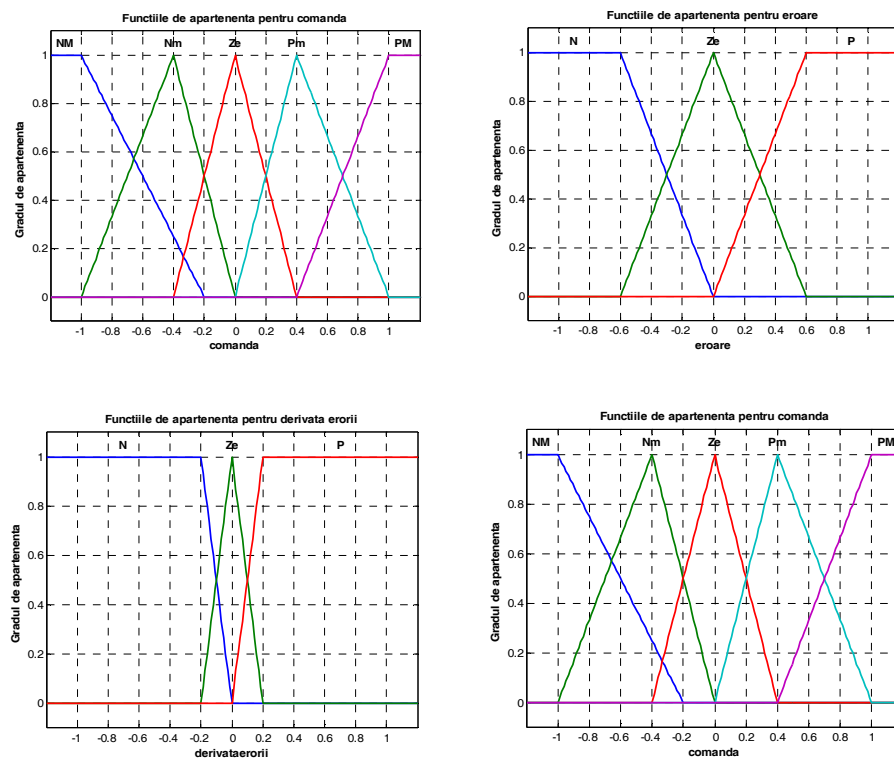 Functiile de apartenenta pentru comanda
NM Nm Ze Pm PM
1
0.8
0.6
0.4
0.2
0
Gradul de apartenenta
-1 -0.8 -0.6 -0.4 -0.2 0 0.2 0.4 0.6 0.8 1
comanda
Functiile de apartenenta pentru eroare
N Ze P
1
0.8
0.6
0.4
0.2
0
Gradul de apartenenta
-1 -0.8 -0.6 -0.4 -0.2 0 0.2 0.4 0.6 0.8 1
eroare
Functiile de apartenenta pentru derivata erorii
N Ze P
1
0.8
0.6
0.4
0.2
0
Gradul de apartenenta
-1 -0.8 -0.6 -0.4 -0.2 0 0.2 0.4 0.6 0.8 1
derivataerorii
Functiile de apartenenta pentru comanda
NM Nm Ze Pm PM
1
0.8
0.6
0.4
0.2
0
Gradul de apartenenta
-1 -0.8 -0.6 -0.4 -0.2 0 0.2 0.4 0.6 0.8 1
comanda